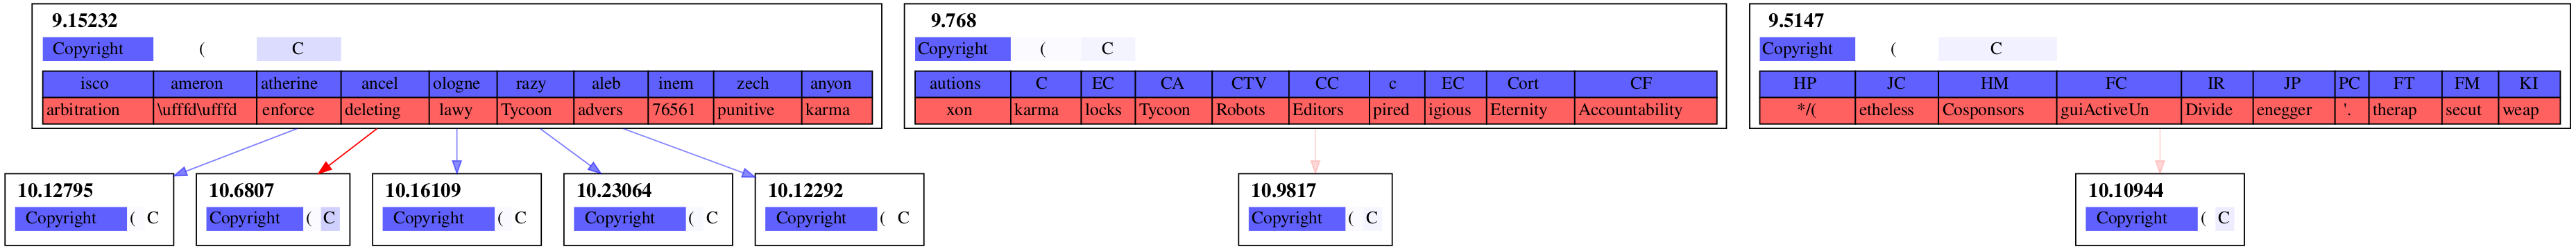 9.15232
Copyright ( C
isco ameron atherine ancel ologne razy aleb inem zech anyon
arbitration \ufffd\ufffd enforce deleting lawy Tycoon advers 76561 punitive karma
9.768
Copyright ( C
autions C EC CA CTV CC c EC Cort CF
xon karma locks Tycoon Robots Editors pired igious Eternity Accountability
9.5147
Copyright ( C
HP JC HM FC IR JP PC FT FM KI
*/( etheless Cosponsors guiActiveUn Divide enegger '. therap secut weap
10.12795
Copyright ( C
10.6807
Copyright ( C
10.16109
Copyright ( C
10.23064
Copyright ( C
10.12292
Copyright ( C
10.9817
Copyright ( C
10.10944
Copyright ( C